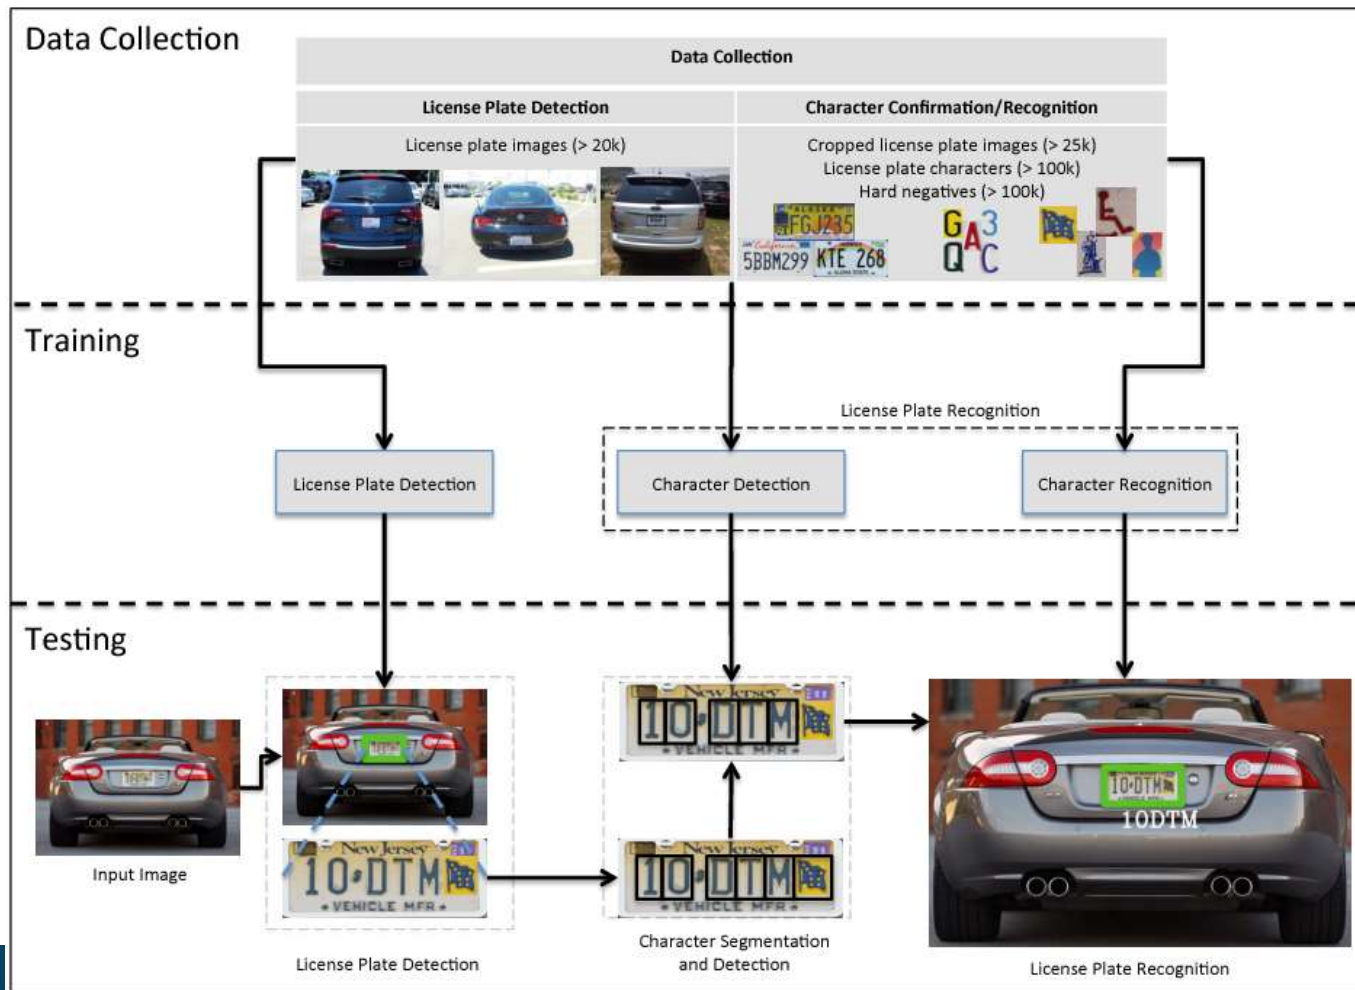 Data Collection
Data Collection
License Plate Detection
Character Confirmation/Recognition
License plate images (> 20k)
Cropped license plate images (> 25k)
License plate characters (> 100k)
Hard negatives (> 100k)
ALASKA
FGJ235
California
5BBM299
KTE 268
ALOHA STATE
G
A
3
Q
C
Training
License Plate Recognition
License Plate Detection
Character Detection
Character Recognition
Testing
Input Image
New Jersey
10 DTM
VEHICLE MFR
License Plate Detection
New Jersey
10 DTM
VEHICLE MFR
New Jersey
10 DTM
VEHICLE MFR
Character Segmentation
and Detection
10 DTM
10DTM
License Plate Recognition